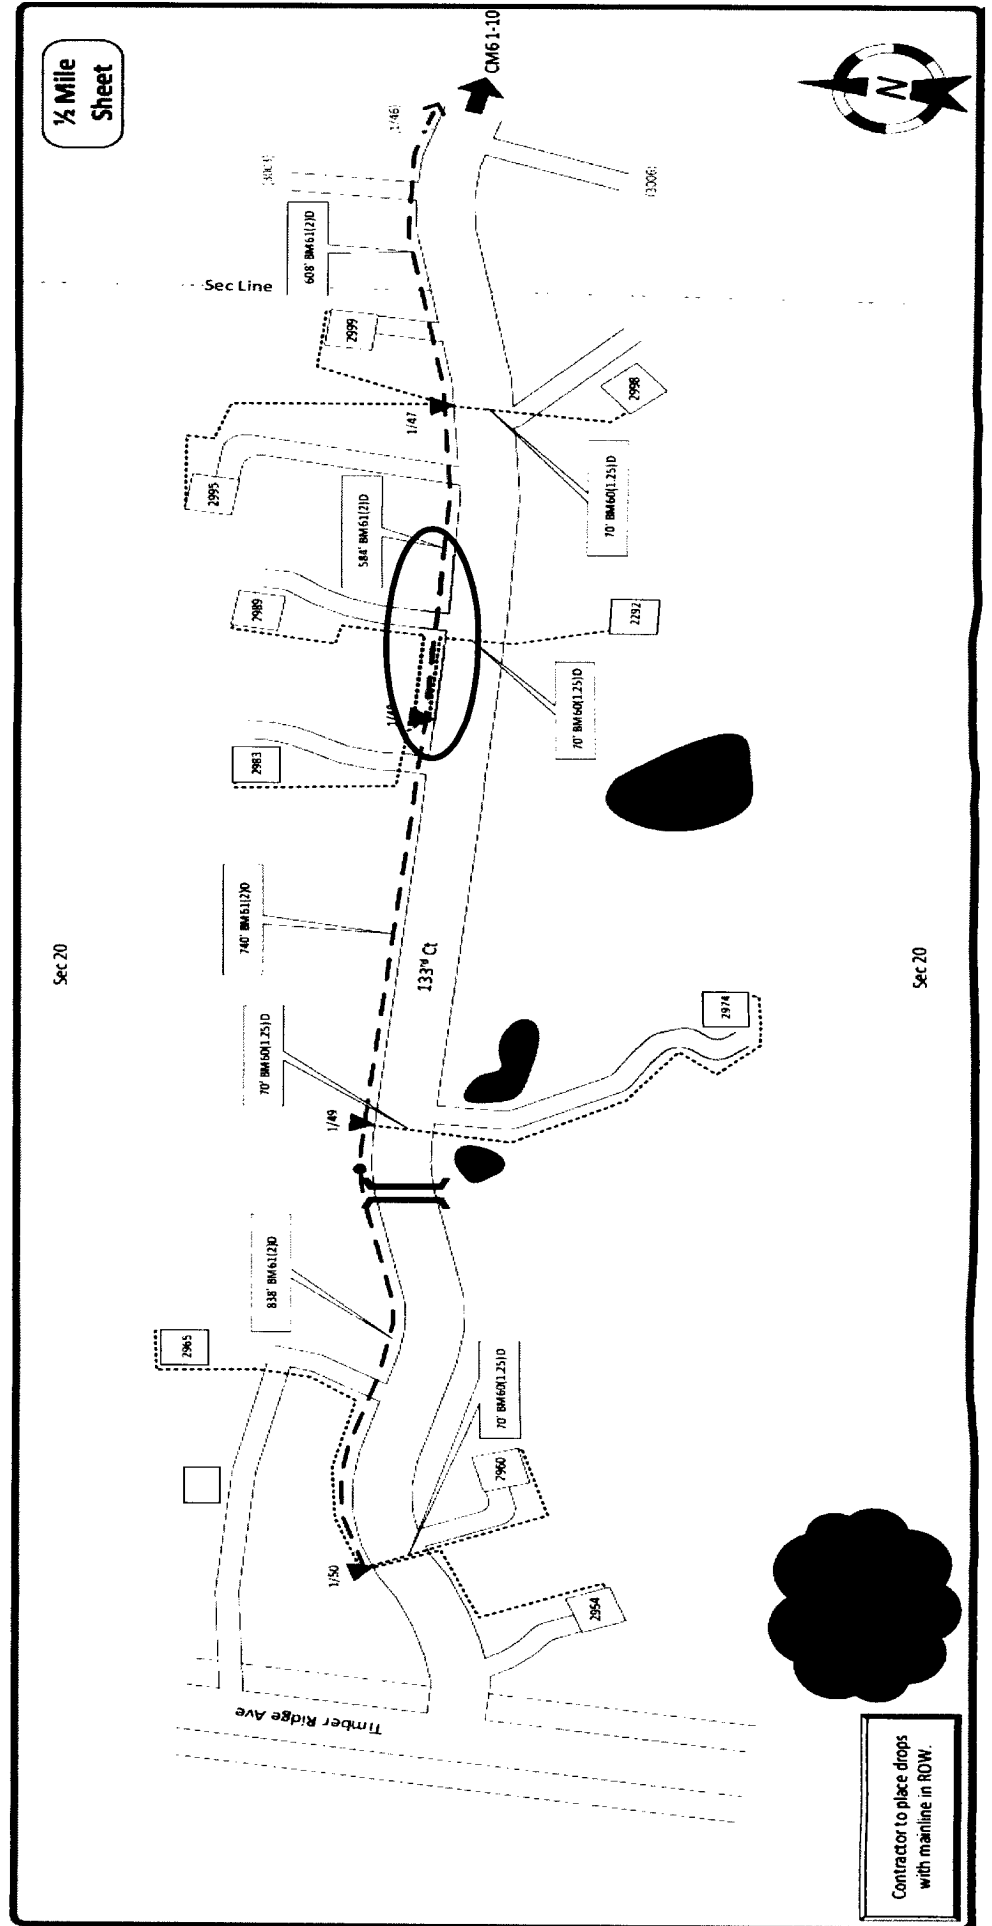 ½ Mile
Sheet
CM61-10
N
(1/46)
(3006)
608' BM61(2)D
Sec Line
2999
2998
1/47
2995
584' BM61(2)D
70' BM60(1.25)D
2989
2292
70' BM60(1.25)D
2983
740' BM61(2)D
Sec 20
133rd Ct
Sec 20
2974
70' BM60(1.25)D
1/49
838' BM61(2)D
2965
70' BM60(1.25)D
2960
1/50
2954
Timber Ridge Ave
Contractor to place drops
with mainline in ROW.